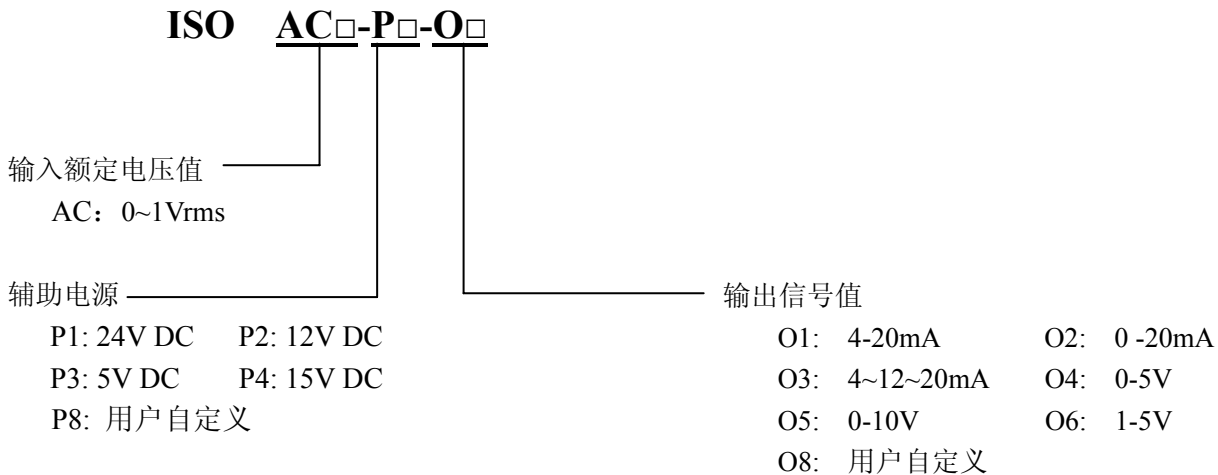 ISO AC□-P□-O□
输入额定电压值
AC：0~1Vrms
辅助电源
P1: 24V DC P2: 12V DC
P3: 5V DC P4: 15V DC
P8: 用户自定义
输出信号值
O1: 4-20mA O2: 0 -20mA
O3: 4~12~20mA O4: 0-5V
O5: 0-10V O6: 1-5V
O8: 用户自定义